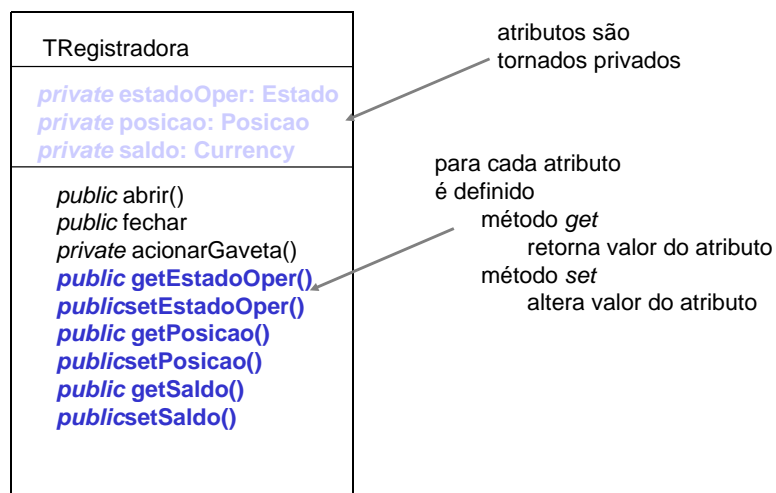 TRegistradora
private estadoOper: Estado
private posicao: Posicao
private saldo: Currency
public abrir()
public fechar
private acionarGaveta()
public getEstadoOper()
publicsetEstadoOper()
public getPosicao()
publicsetPosicao()
public getSaldo()
publicsetSaldo()
atributos são
tornados privados
para cada atributo
é definido
método get
retorna valor do atributo
método set
altera valor do atributo